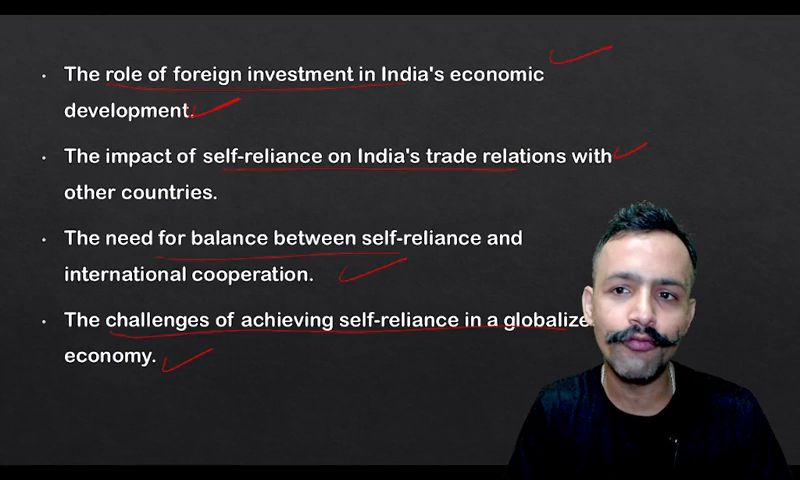 • The role of foreign investment in India's economic
development.
• The impact of self-reliance on India's trade relations with
other countries.
• The need for balance between self-reliance and
international cooperation.
• The challenges of achieving self-reliance in a globalize
economy.